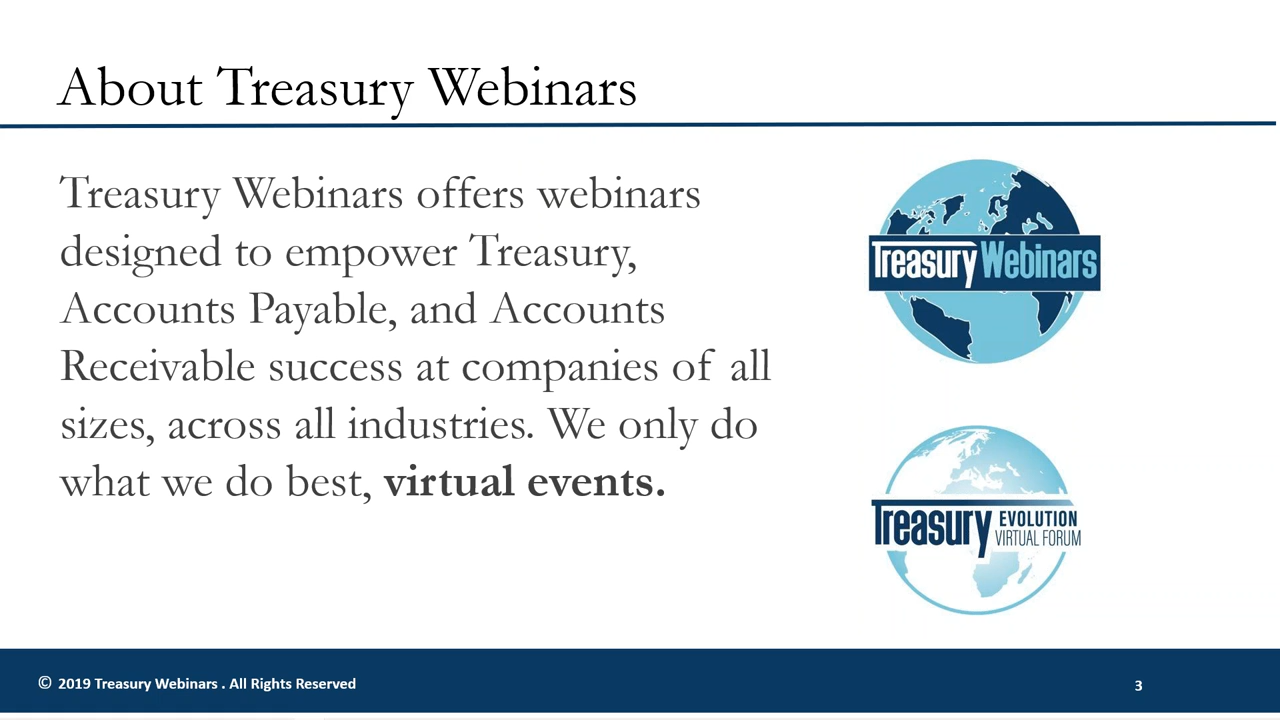 About Treasury Webinars
Treasury Webinars offers webinars
designed to empower Treasury,
Accounts Payable, and Accounts
Receivable success at companies of all
sizes, across all industries. We only do
what we do best, virtual events.
Treasury Webinars
Treasury EVOLUTION
VIRTUAL FORUM
© 2019 Treasury Webinars . All Rights Reserved
3